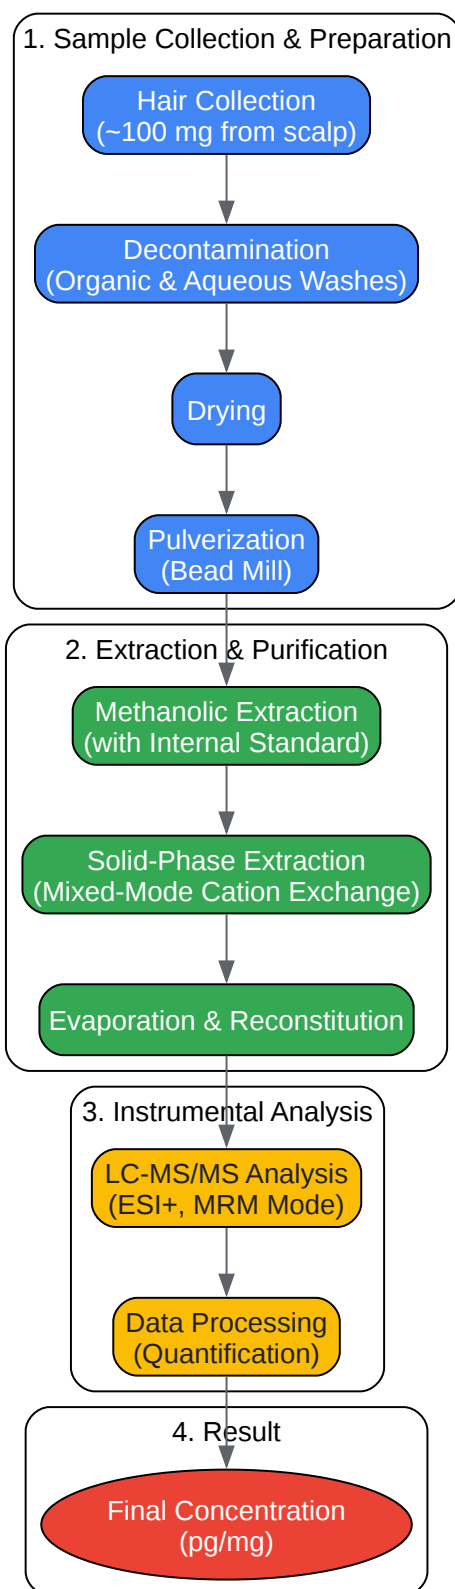 1. Sample Collection & Preparation
Hair Collection
(~100 mg from scalp)
Decontamination
(Organic & Aqueous Washes)
Drying
Pulverization
(Bead Mill)
2. Extraction & Purification
Methanolic Extraction
(with Internal Standard)
Solid-Phase Extraction
(Mixed-Mode Cation Exchange)
Evaporation & Reconstitution
3. Instrumental Analysis
LC-MS/MS Analysis
(ESI+, MRM Mode)
Data Processing
(Quantification)
4. Result
Final Concentration
(pg/mg)